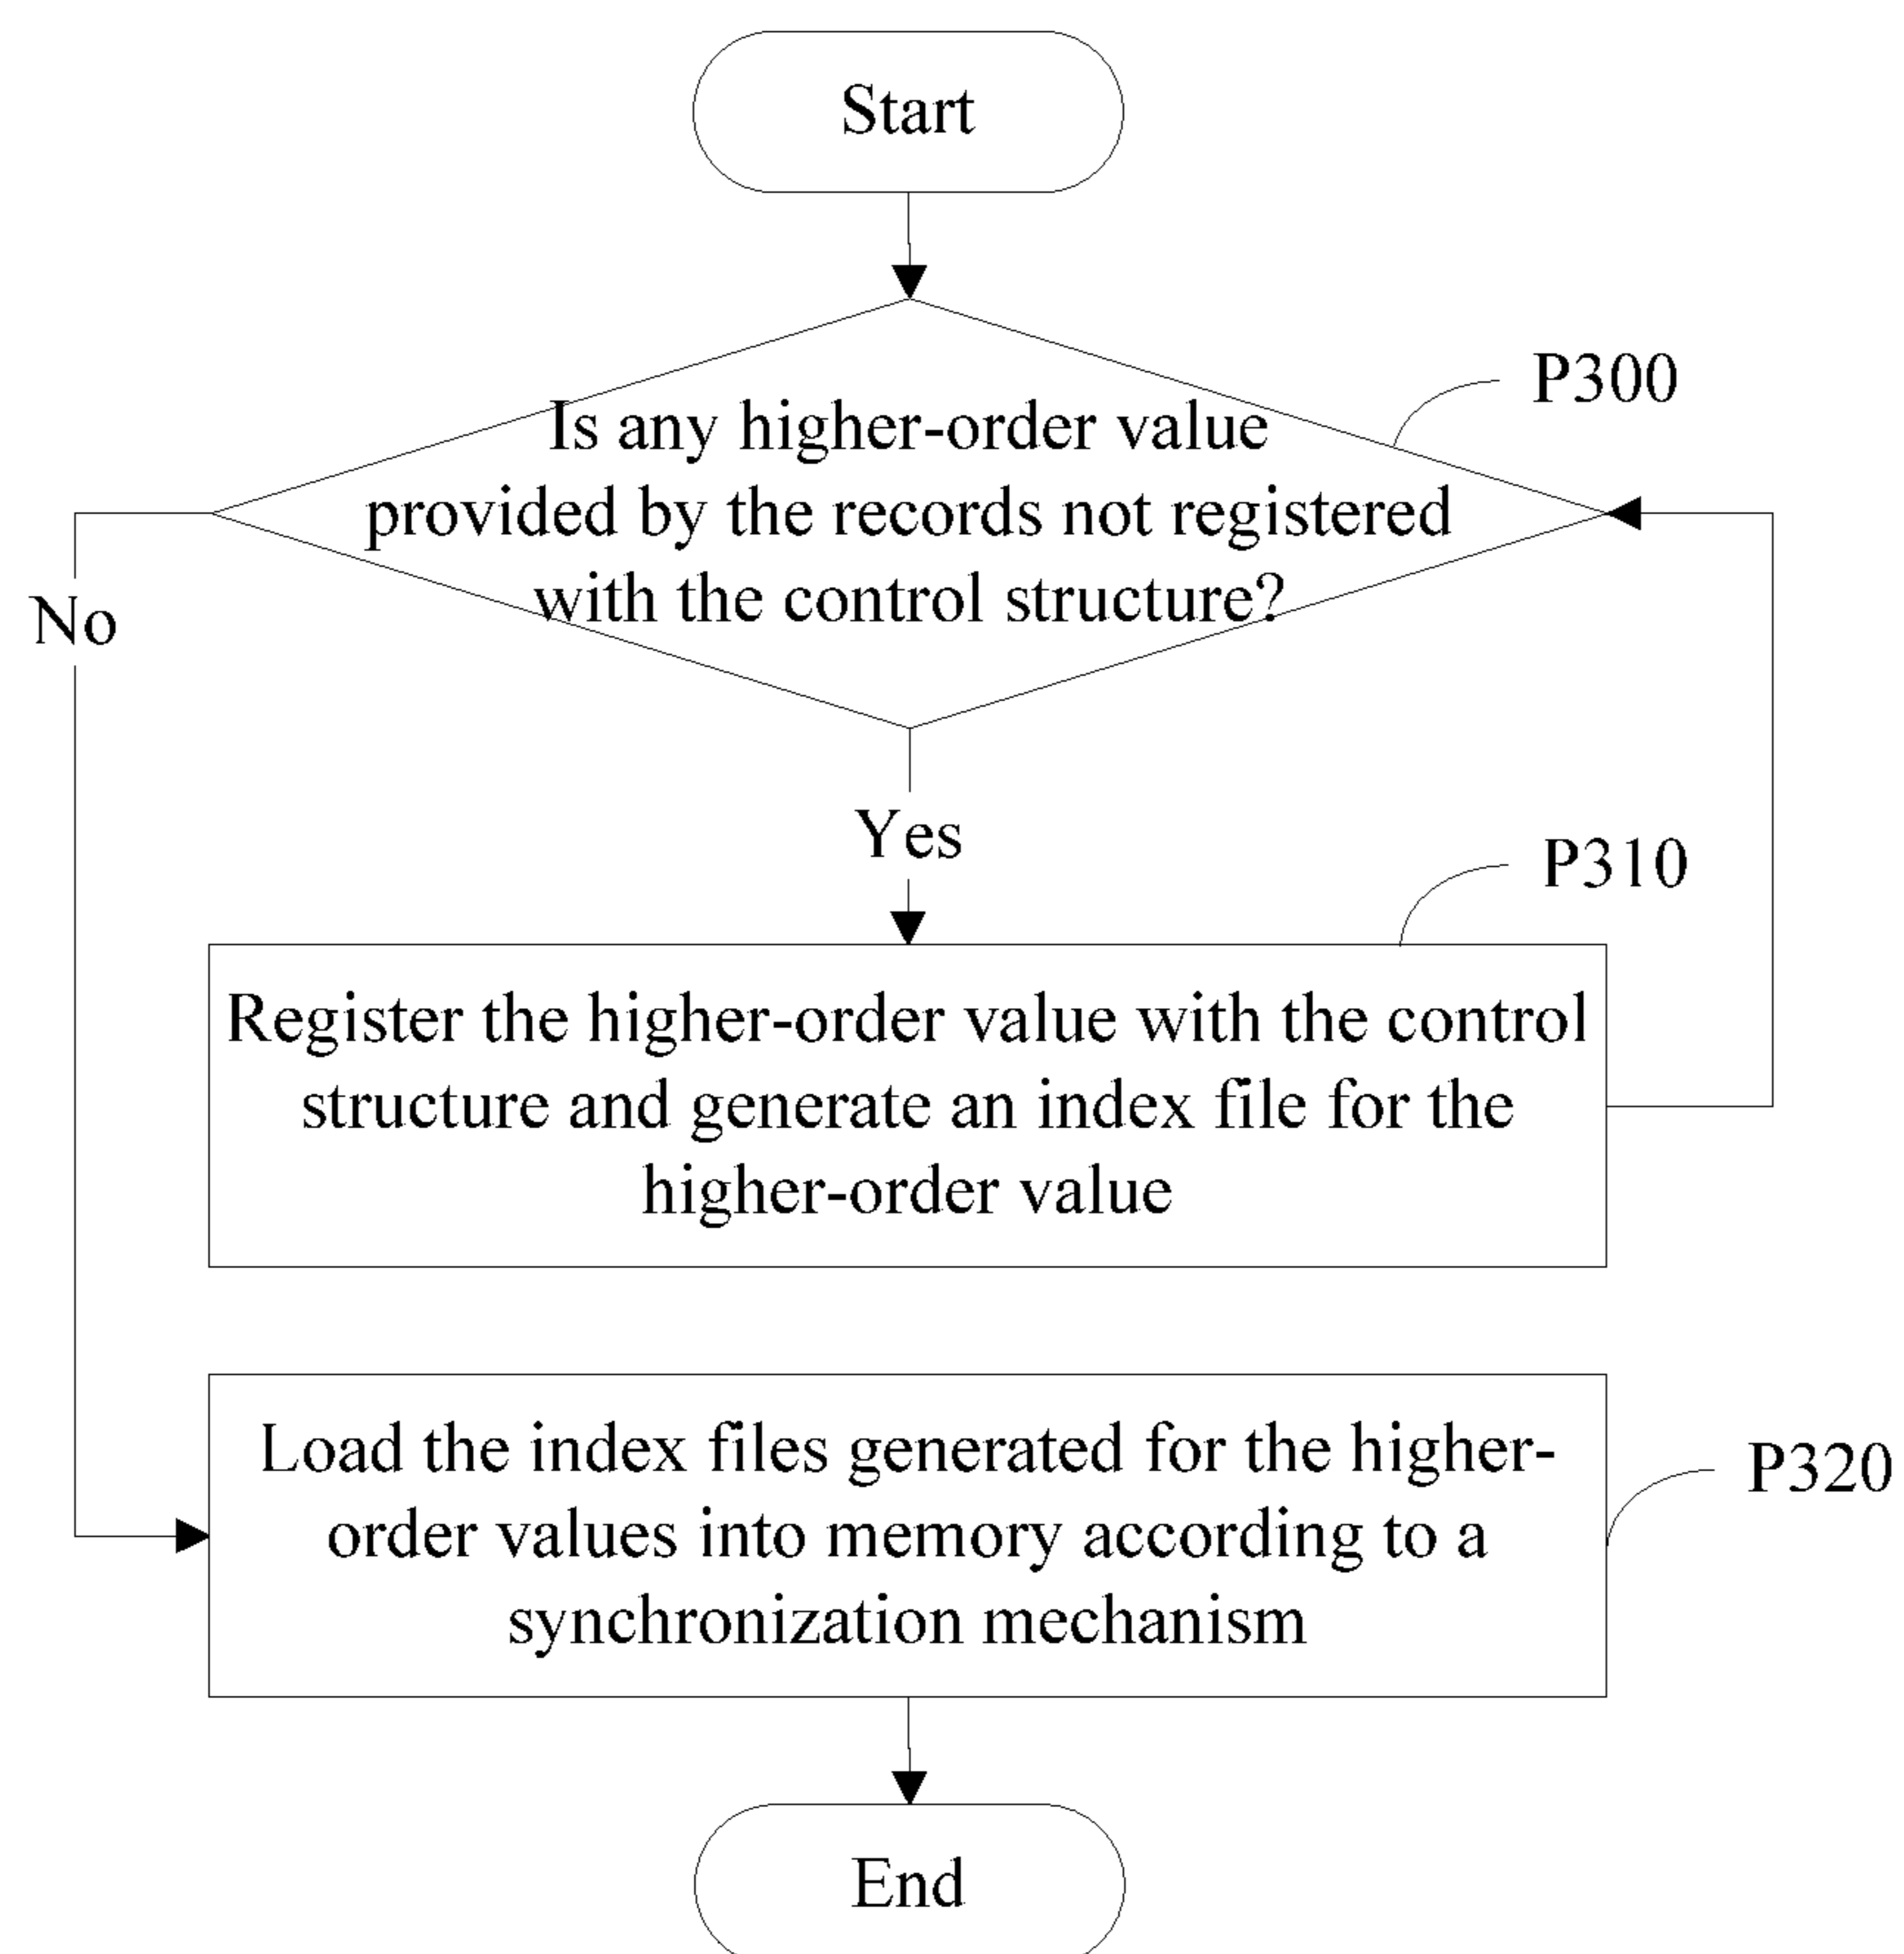 Start
P300
Is any higher-order value
provided by the records not registered
with the control structure?
No
Yes
P310
Register the higher-order value with the control
structure and generate an index file for the
higher-order value
Load the index files generated for the higher-
order values into memory according to a
synchronization mechanism
P320
End